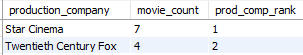 production_company movie_count prod_comp_rank
Star Cinema 7 1
Twentieth Century Fox 4 2